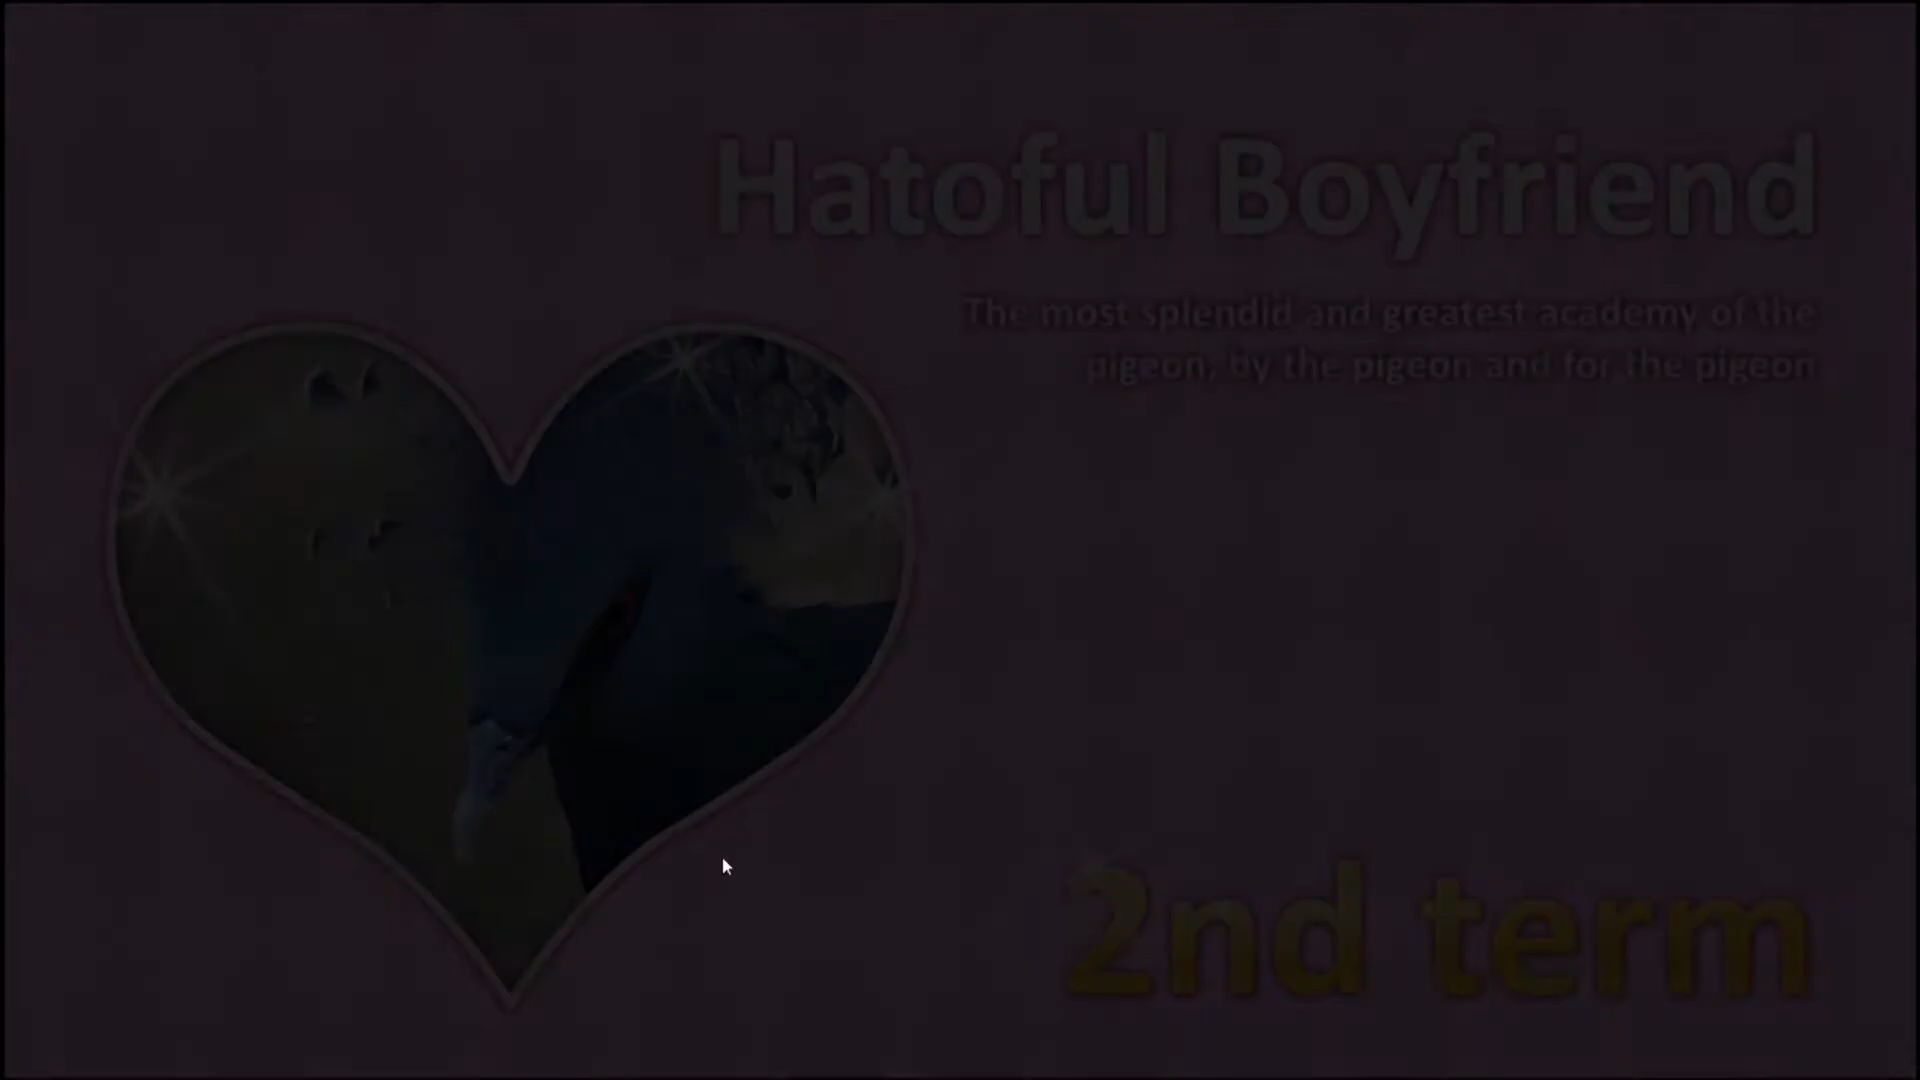 Hatoful Boyfriend
The most splendid and greatest academy of the
pigeon, by the pigeon and for the pigeon
2nd term